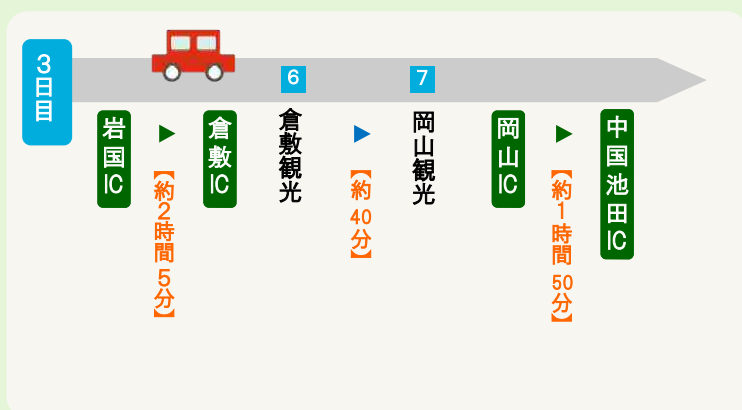 3日目
6
7
岩国IC
【約2時間5分】
倉敷IC
倉敷観光
【約40分】
岡山観光
岡山IC
【約1時間50分】
中国池田IC